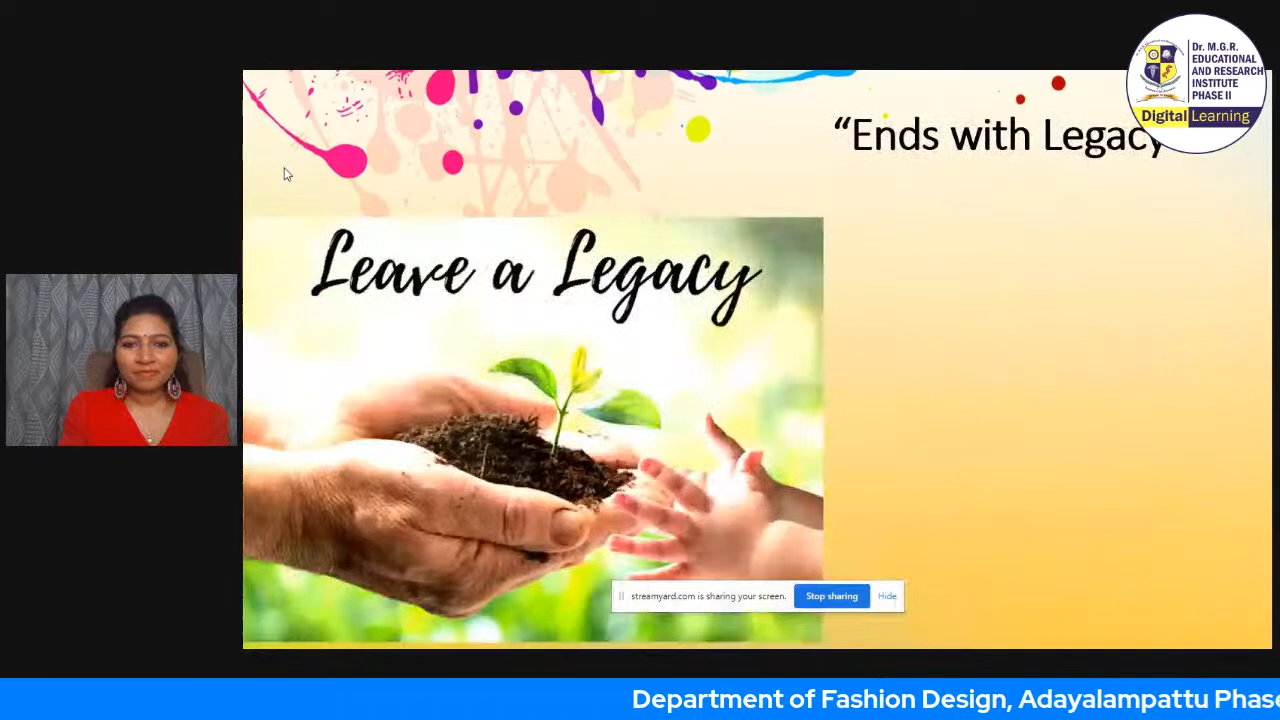 Dr. M.G.R.
EDUCATIONAL
AND RESEARCH
INSTITUTE
PHASE II
Digital Learning
“Ends with Legacy
Leave a Legacy
streamyard.com is sharing your screen.
Stop sharing
Hide
Department of Fashion Design, Adayalampattu Phase